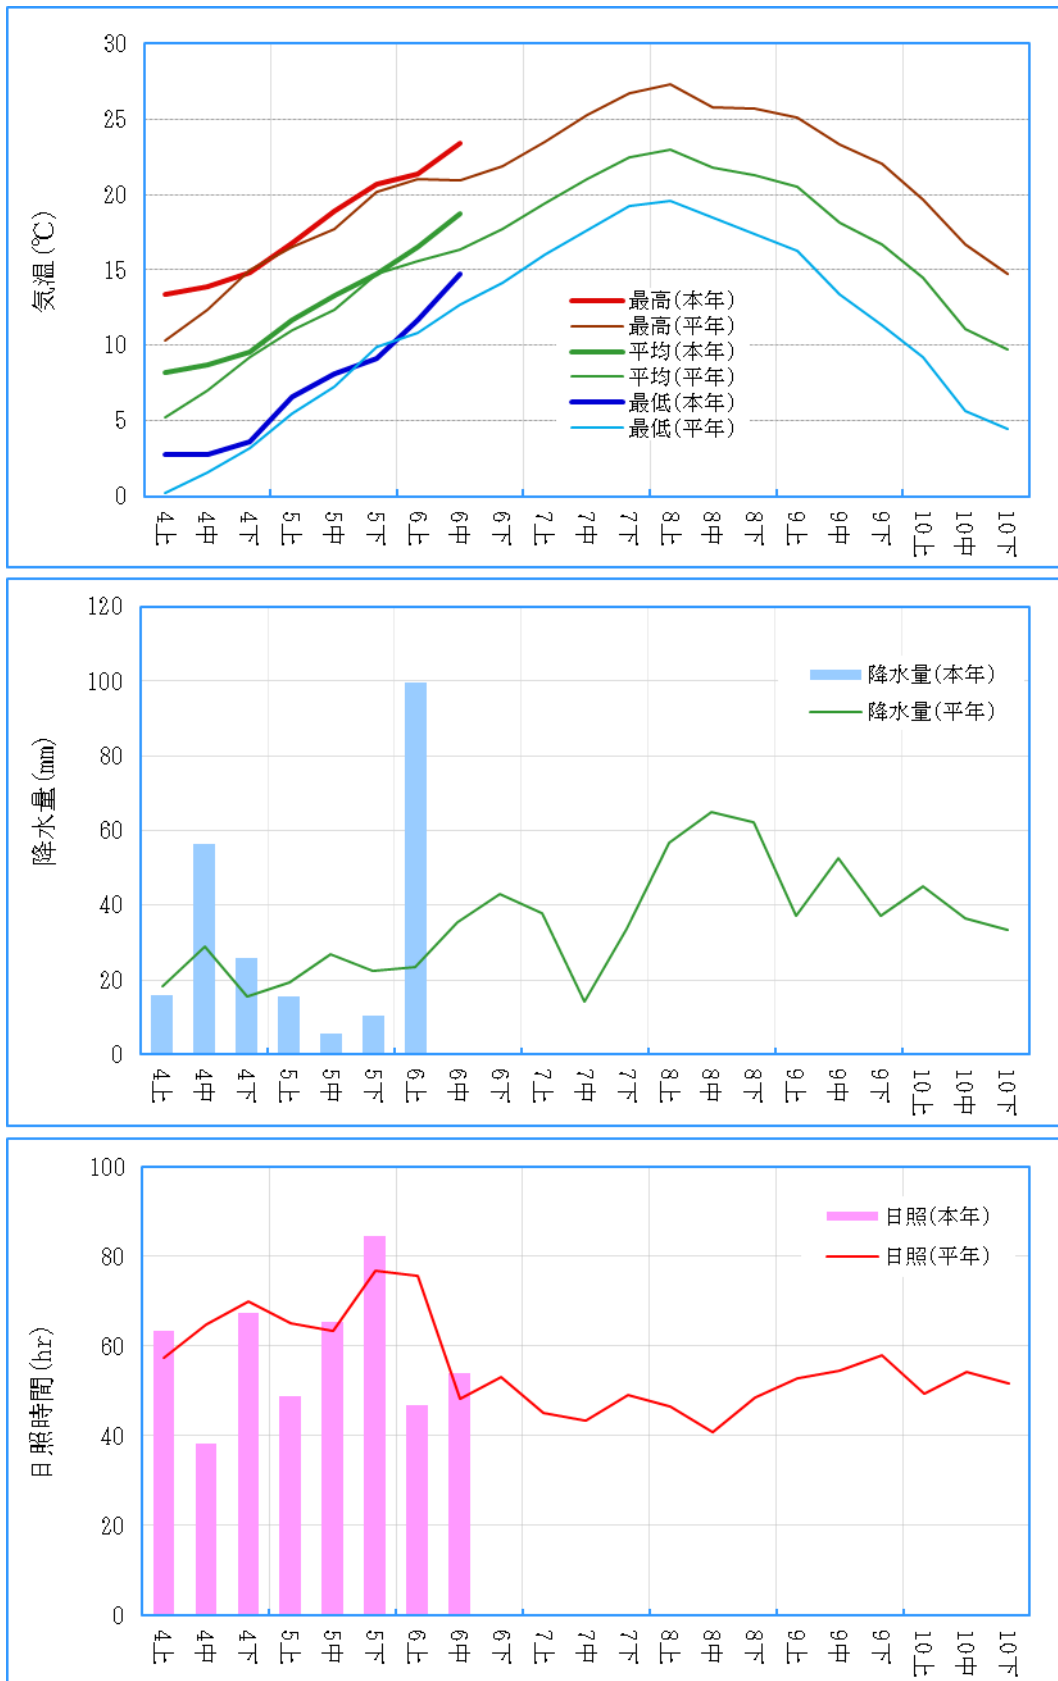 30
25
20
15
10
5
0
気温(℃)
最高(本年)
最高(平年)
平均(本年)
平均(平年)
最低(本年)
最低(平年)
4上
4中
4下
5上
5中
5下
6上
6中
6下
7上
7中
7下
8上
8中
8下
9上
9中
9下
10上
10中
10下
120
100
80
60
40
20
0
降水量(mm)
降水量(本年)
降水量(平年)
4上
4中
4下
5上
5中
5下
6上
6中
6下
7上
7中
7下
8上
8中
8下
9上
9中
9下
10上
10中
10下
100
80
60
40
20
0
日照時間(hr)
日照(本年)
日照(平年)
4上
4中
4下
5上
5中
5下
6上
6中
6下
7上
7中
7下
8上
8中
8下
9上
9中
9下
10上
10中
10下